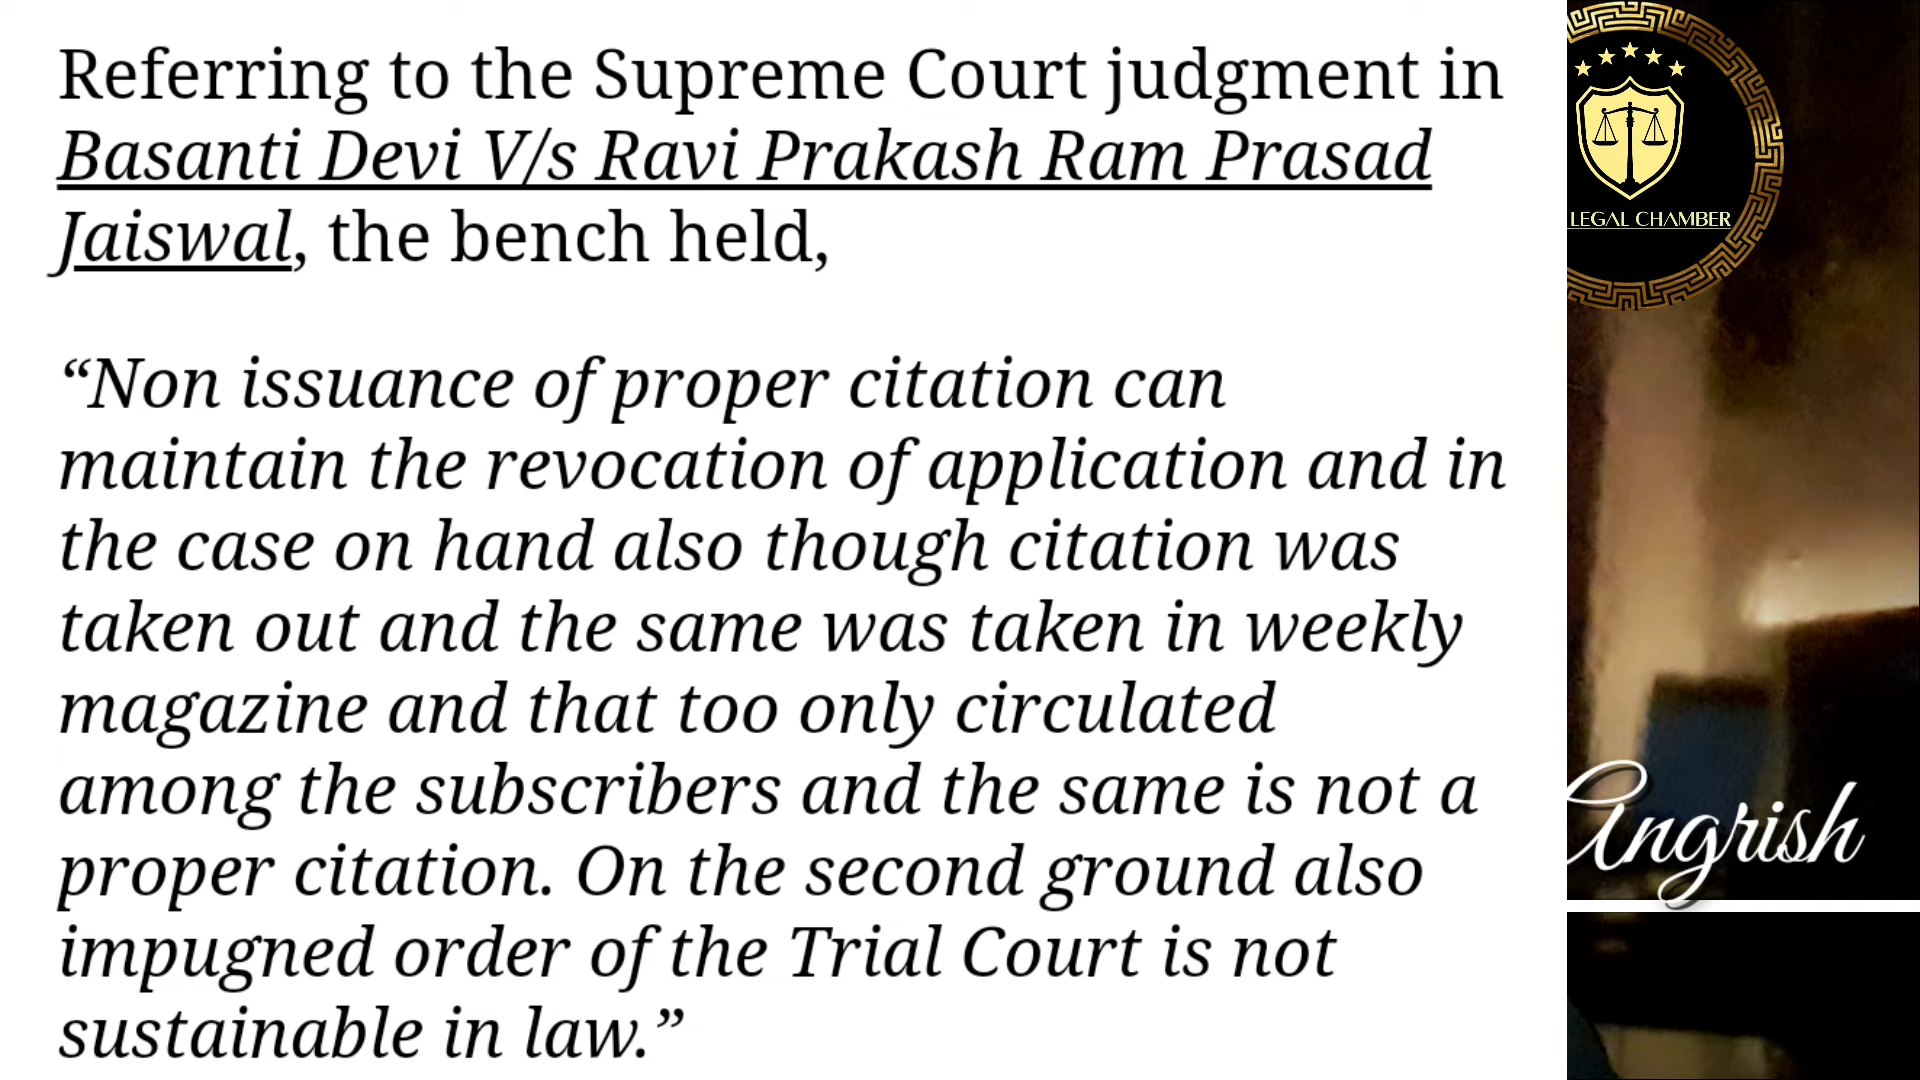 Referring to the Supreme Court judgment in
Basanti Devi V/s Ravi Prakash Ram Prasad
Jaiswal, the bench held,
“Non issuance of proper citation can
maintain the revocation of application and in
the case on hand also though citation was
taken out and the same was taken in weekly
magazine and that too only circulated
among the subscribers and the same is not a
proper citation. On the second ground also
impugned order of the Trial Court is not
sustainable in law.”
LEGAL CHAMBER
Angrish